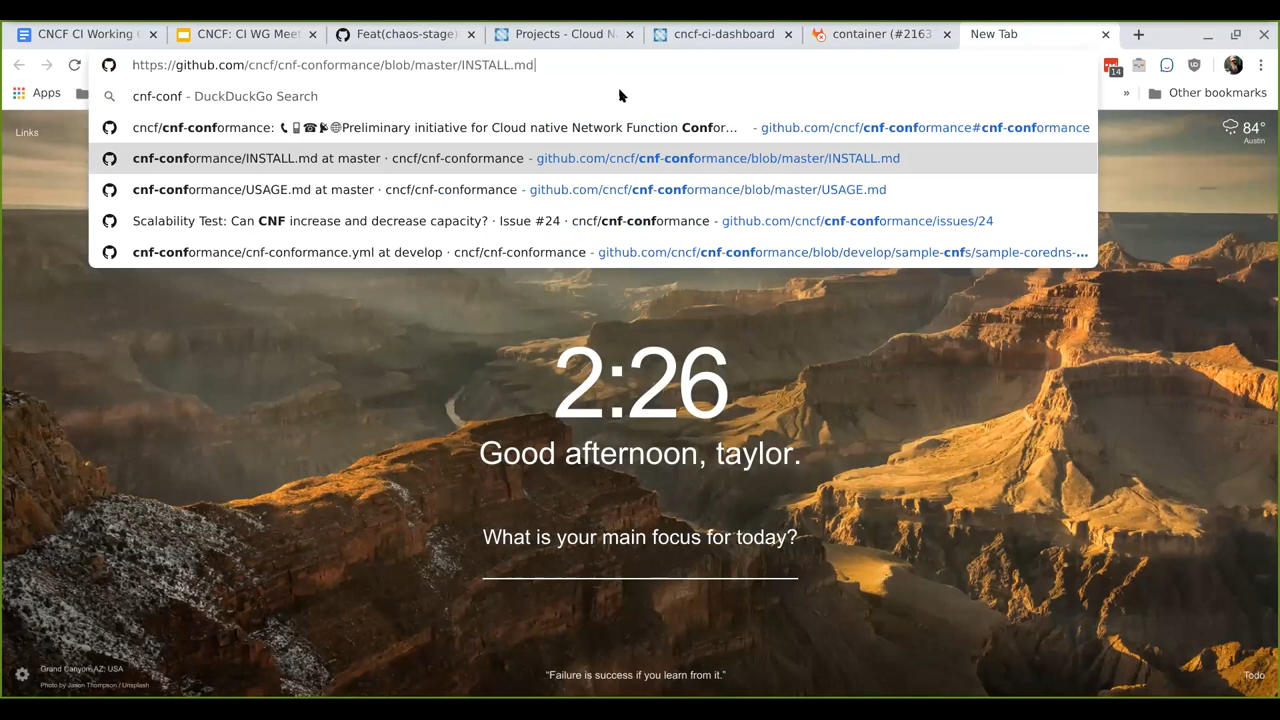 CNCF CI Working G
CNCF: CI WG Meet
Feat(chaos-stage)
Projects - Cloud N
cncf-ci-dashboard
container (#2163
New Tab
https://github.com/cncf/cnf-conformance/blob/master/INSTALL.md
14
cnf-conf - DuckDuckGo Search
Apps
»
Other bookmarks
cncf/cnf-conformance: 📞📱☎📡🌐Preliminary initiative for Cloud native Network Function Confor... - github.com/cncf/cnf-conformance#cnf-conformance
cnf-conformance/INSTALL.md at master · cncf/cnf-conformance - github.com/cncf/cnf-conformance/blob/master/INSTALL.md
cnf-conformance/USAGE.md at master · cncf/cnf-conformance - github.com/cncf/cnf-conformance/blob/master/USAGE.md
Scalability Test: Can CNF increase and decrease capacity? · Issue #24 · cncf/cnf-conformance - github.com/cncf/cnf-conformance/issues/24
cnf-conformance/cnf-conformance.yml at develop · cncf/cnf-conformance - github.com/cncf/cnf-conformance/blob/develop/sample-cnfs/sample-coredns-...
Links
84°
Austin
2:26
Good afternoon, taylor.
What is your main focus for today?
Grand Canyon, AZ, USA
Photo by Jason Thompson / Unsplash
“Failure is success if you learn from it.”
Todo